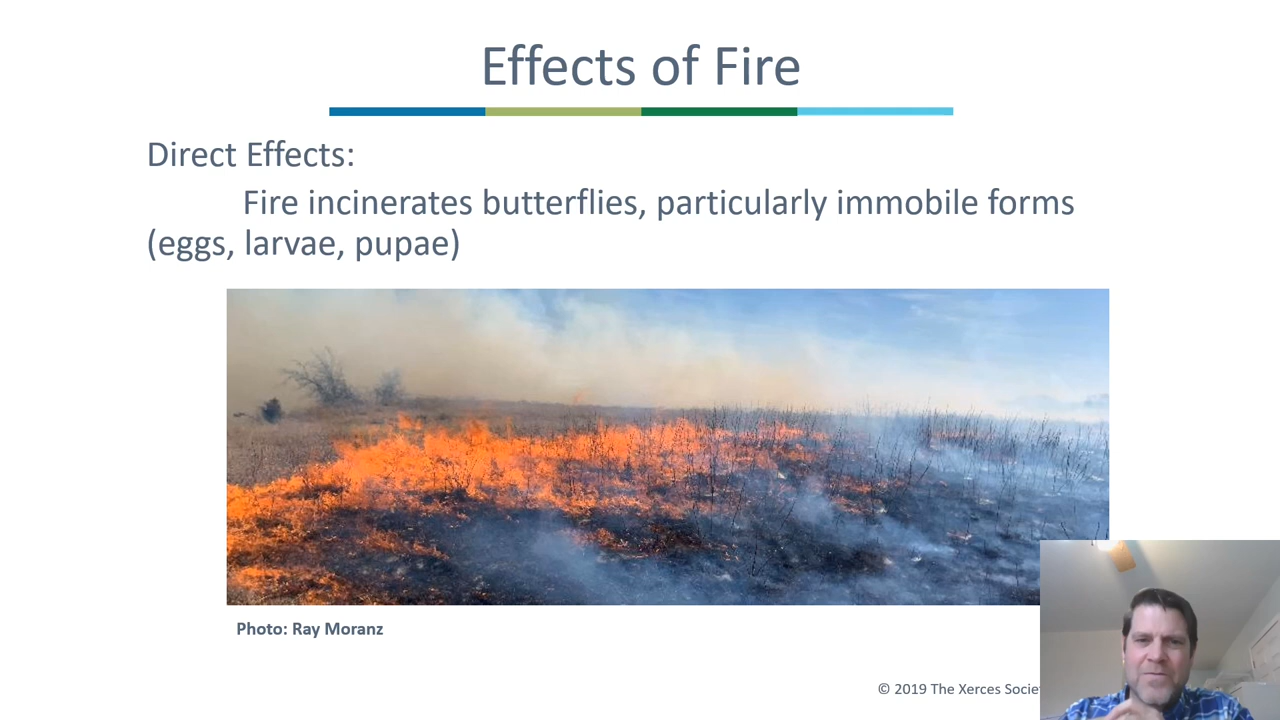 Effects of Fire
Direct Effects:
Fire incinerates butterflies, particularly immobile forms
(eggs, larvae, pupae)
Photo: Ray Moranz
© 2019 The Xerces